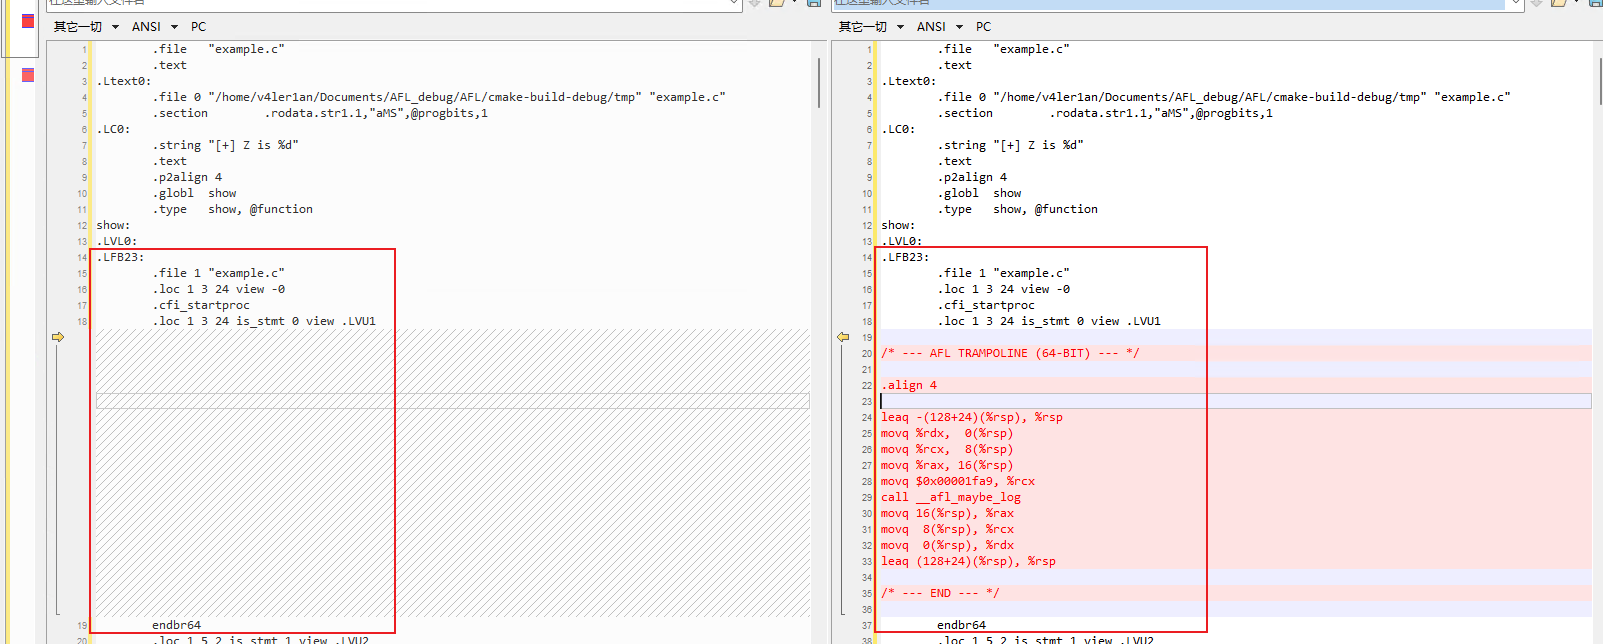 在这里输入文件名
其它一切 ANSI PC
1 .file "example.c"
2 .text
3 .Ltext0:
4 .file 0 "/home/v4ler1an/Documents/AFL_debug/AFL/cmake-build-debug/tmp" "example.c"
5 .section .rodata.str1.1,"aMS",@progbits,1
6 .LC0:
7 .string "[+] Z is %d"
8 .text
9 .p2align 4
10 .globl show
11 .type show, @function
12 show:
13 .LVL0:
14 .LFB23:
15 .file 1 "example.c"
16 .loc 1 3 24 view -0
17 .cfi_startproc
18 .loc 1 3 24 is_stmt 0 view .LVU1
19 endbr64
20 .loc 1 5 2 is_stmt 1 view .LVU2
在这里输入文件名
其它一切 ANSI PC
1 .file "example.c"
2 .text
3 .Ltext0:
4 .file 0 "/home/v4ler1an/Documents/AFL_debug/AFL/cmake-build-debug/tmp" "example.c"
5 .section .rodata.str1.1,"aMS",@progbits,1
6 .LC0:
7 .string "[+] Z is %d"
8 .text
9 .p2align 4
10 .globl show
11 .type show, @function
12 show:
13 .LVL0:
14 .LFB23:
15 .file 1 "example.c"
16 .loc 1 3 24 view -0
17 .cfi_startproc
18 .loc 1 3 24 is_stmt 0 view .LVU1
19
20 /* --- AFL TRAMPOLINE (64-BIT) --- */
21
22 .align 4
23
24 leaq -(128+24)(%rsp), %rsp
25 movq %rdx,  0(%rsp)
26 movq %rcx,  8(%rsp)
27 movq %rax, 16(%rsp)
28 movq $0x00001fa9, %rcx
29 call __afl_maybe_log
30 movq 16(%rsp), %rax
31 movq  8(%rsp), %rcx
32 movq  0(%rsp), %rdx
33 leaq (128+24)(%rsp), %rsp
34
35 /* --- END --- */
36
37 endbr64
38 .loc 1 5 2 is_stmt 1 view .LVU2